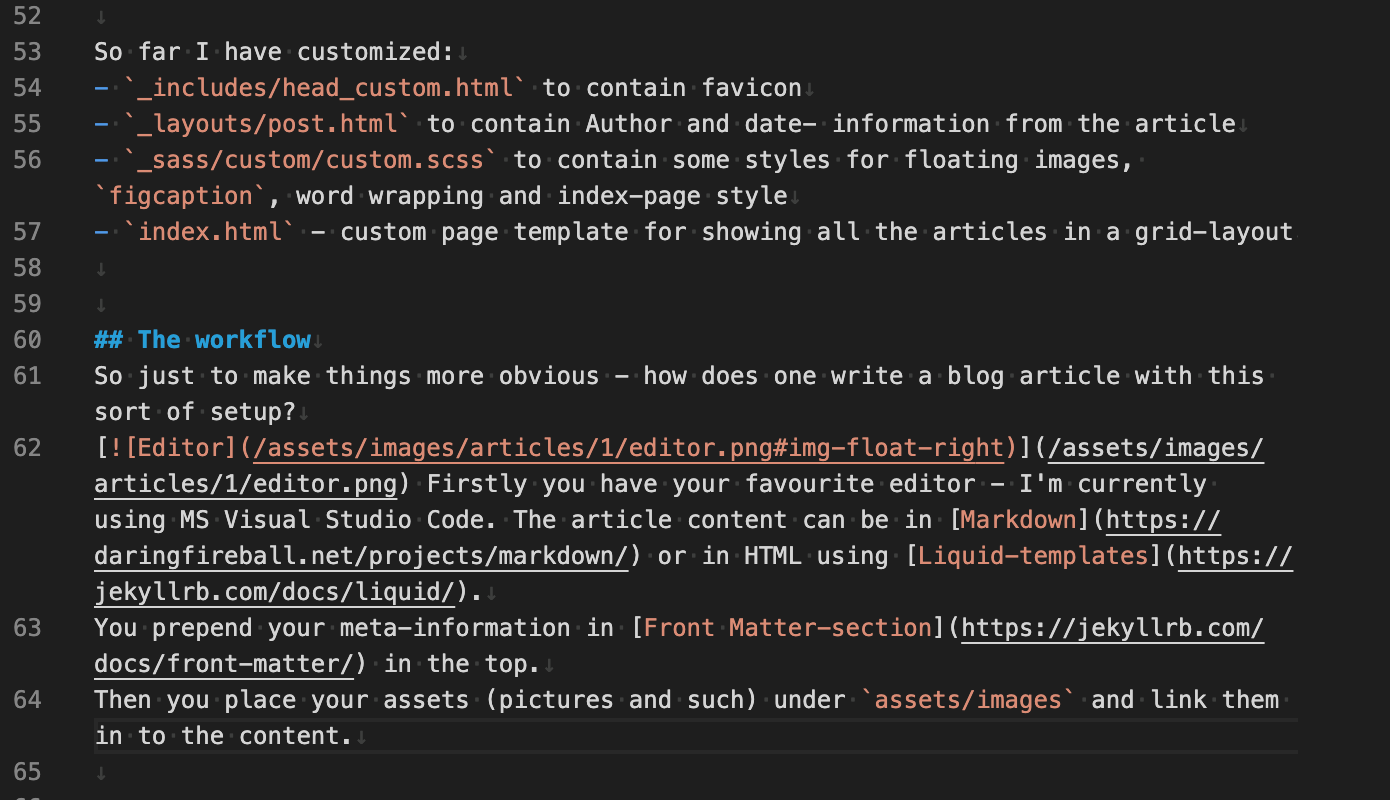 52 ↓
53 So far I have customized:↓
54 - `_includes/head_custom.html` to contain favicon↓
55 - `_layouts/post.html` to contain Author and date- information from the article↓
56 - `_sass/custom/custom.scss` to contain some styles for floating images,
`figcaption`, word wrapping and index-page style↓
57 - `index.html` - custom page template for showing all the articles in a grid-layout
58 ↓
59 ↓
60 ## The workflow↓
61 So just to make things more obvious - how does one write a blog article with this
sort of setup?↓
62 [![Editor](/assets/images/articles/1/editor.png#img-float-right)](/assets/images/
articles/1/editor.png) Firstly you have your favourite editor - I'm currently
using MS Visual Studio Code. The article content can be in [Markdown](https://
daringfireball.net/projects/markdown/) or in HTML using [Liquid-templates](https://
jekyllrb.com/docs/liquid/).↓
63 You prepend your meta-information in [Front Matter-section](https://jekyllrb.com/
docs/front-matter/) in the top.↓
64 Then you place your assets (pictures and such) under `assets/images` and link them
in to the content.↓
65 ↓